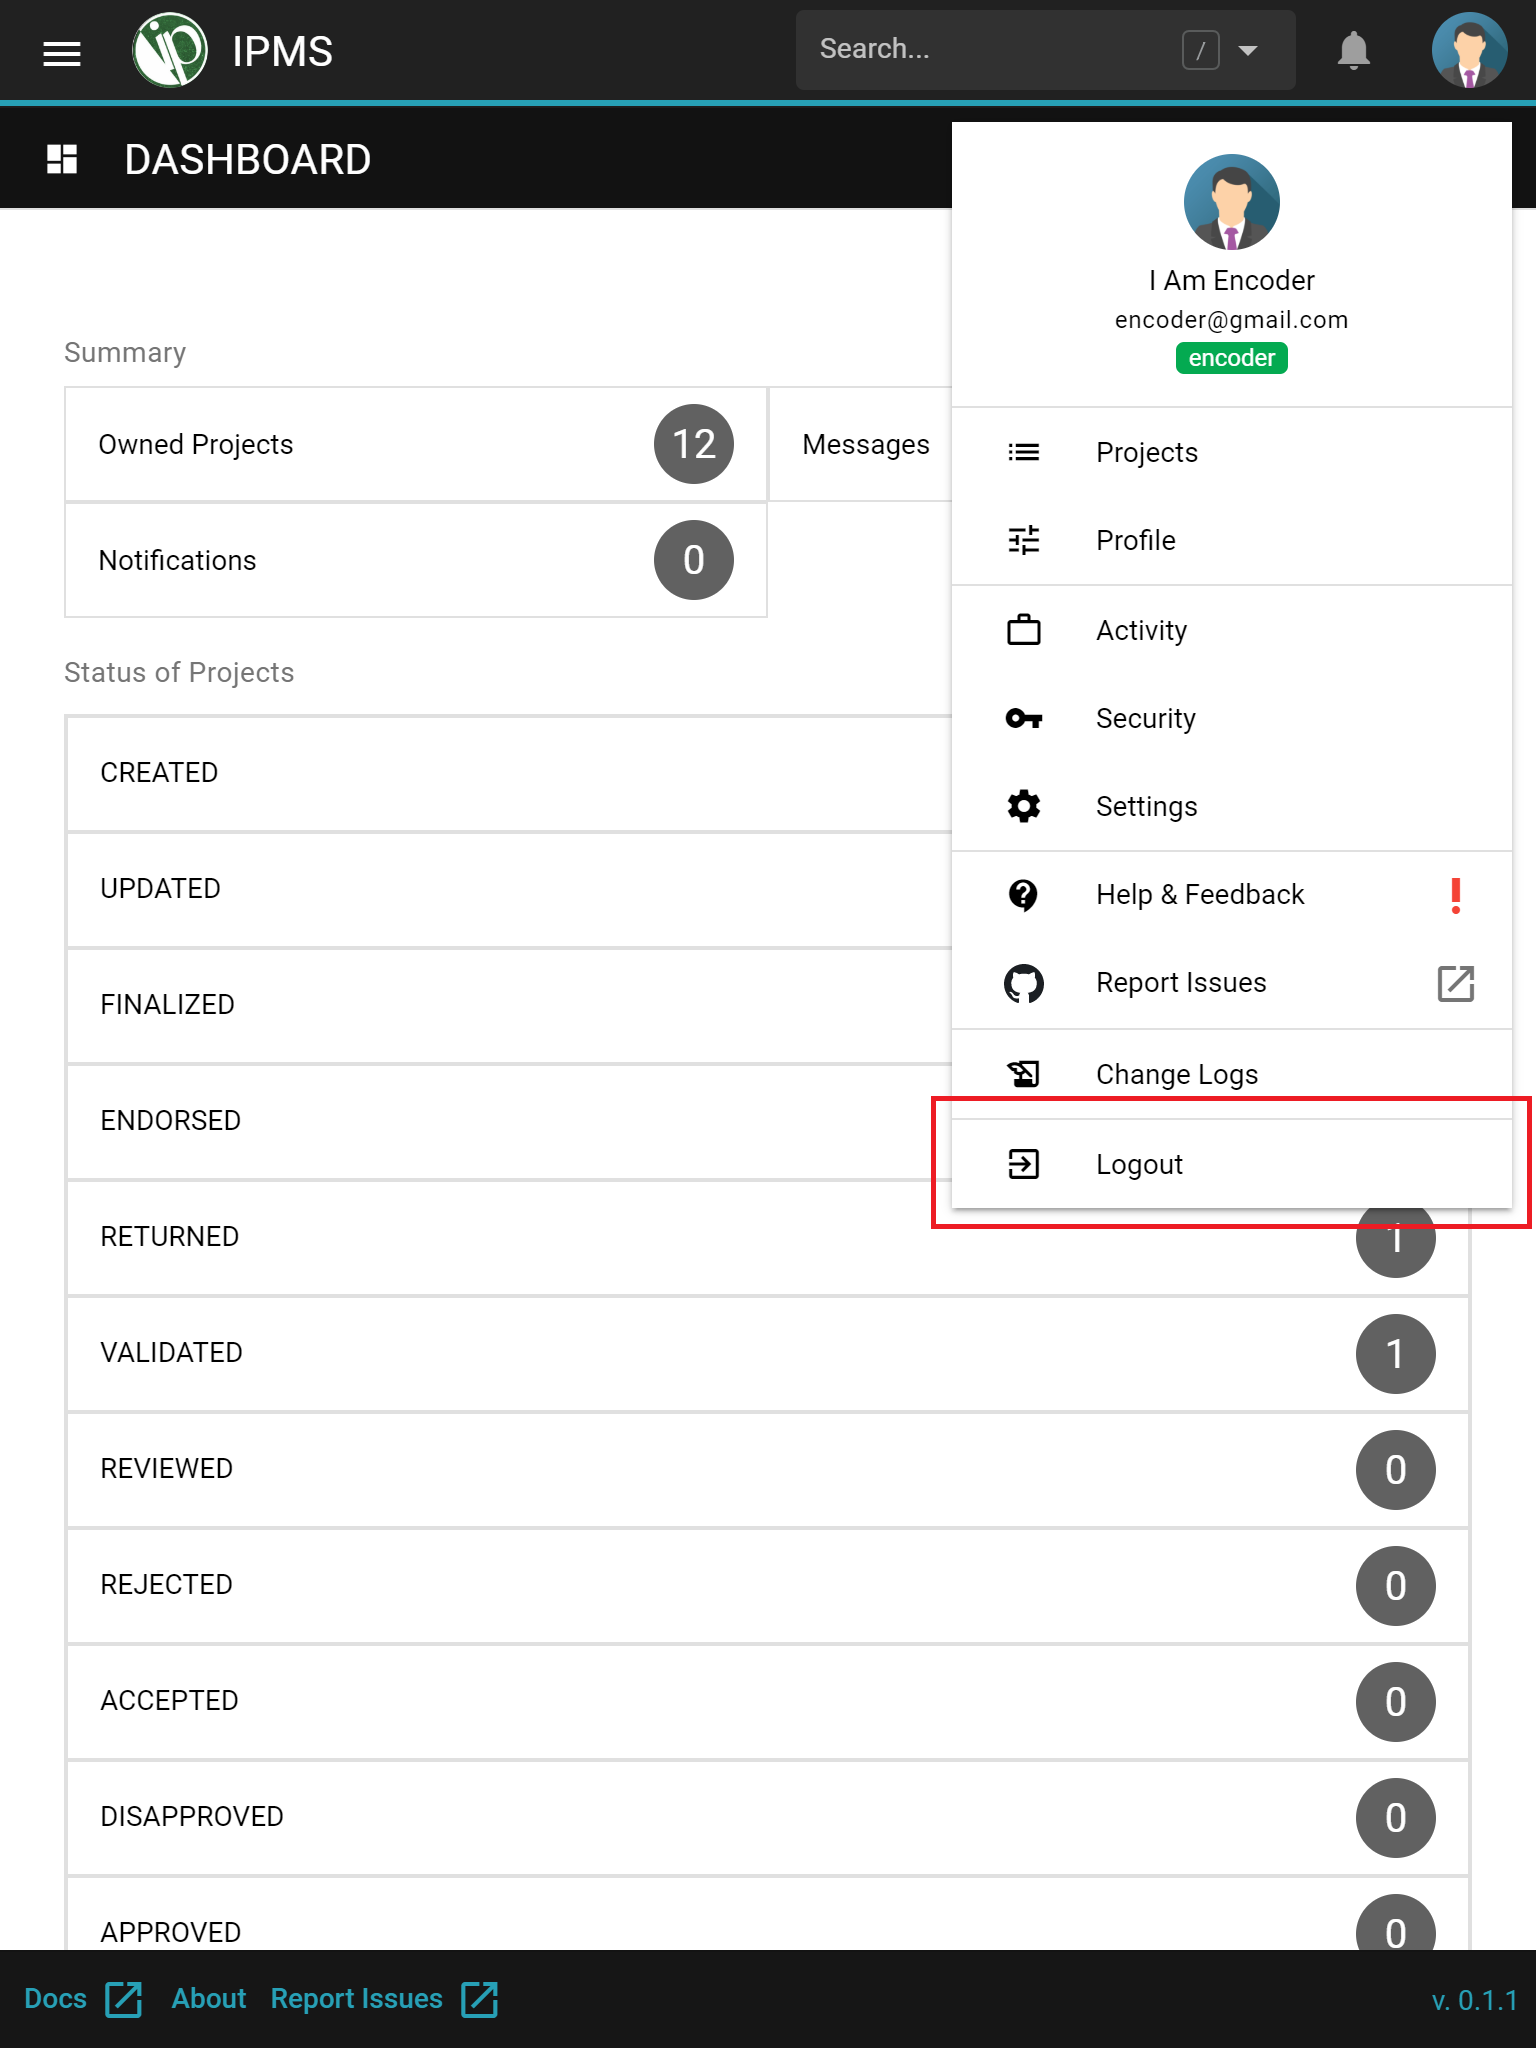 IPMS
Search...
/
DASHBOARD
I Am Encoder
encoder@gmail.com
encoder
Summary
Owned Projects 12
Messages
Notifications 0
Status of Projects
CREATED
UPDATED
FINALIZED
ENDORSED
RETURNED 1
VALIDATED 1
REVIEWED 0
REJECTED 0
ACCEPTED 0
DISAPPROVED 0
APPROVED 0
Projects
Profile
Activity
Security
Settings
Help & Feedback
Report Issues
Change Logs
Logout
Docs About Report Issues v. 0.1.1